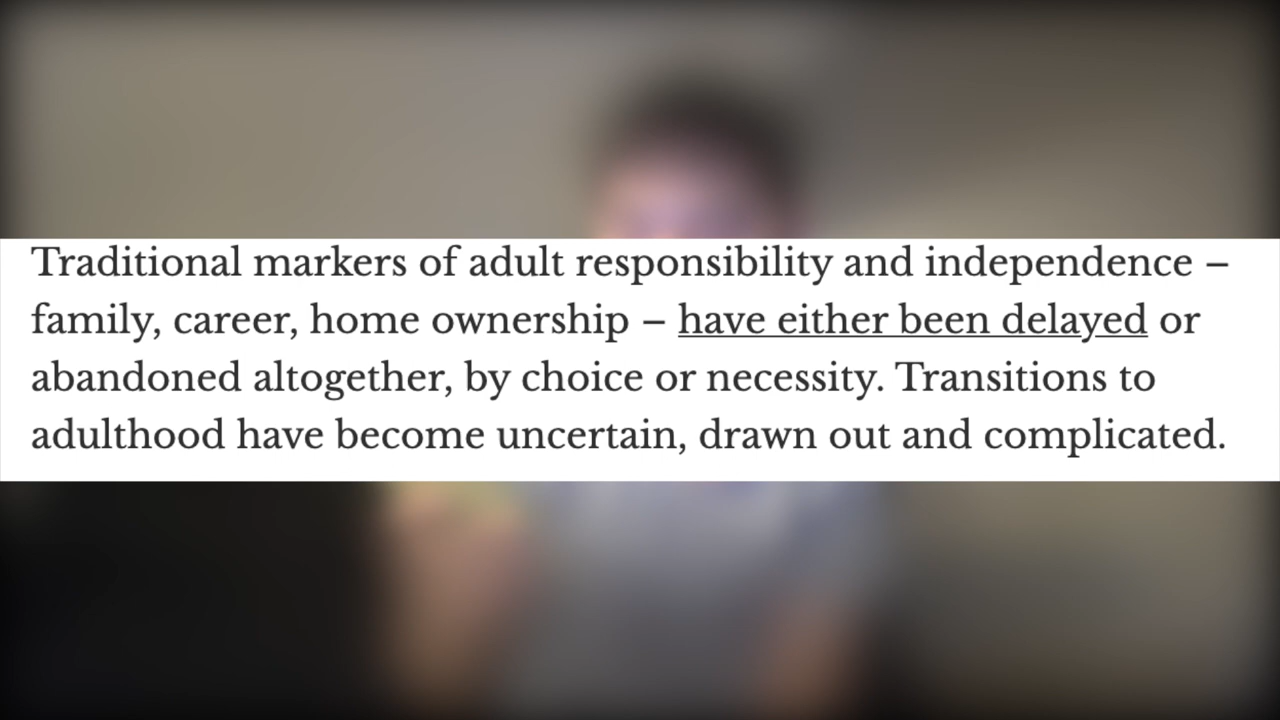 Traditional markers of adult responsibility and independence –
family, career, home ownership – have either been delayed or
abandoned altogether, by choice or necessity. Transitions to
adulthood have become uncertain, drawn out and complicated.